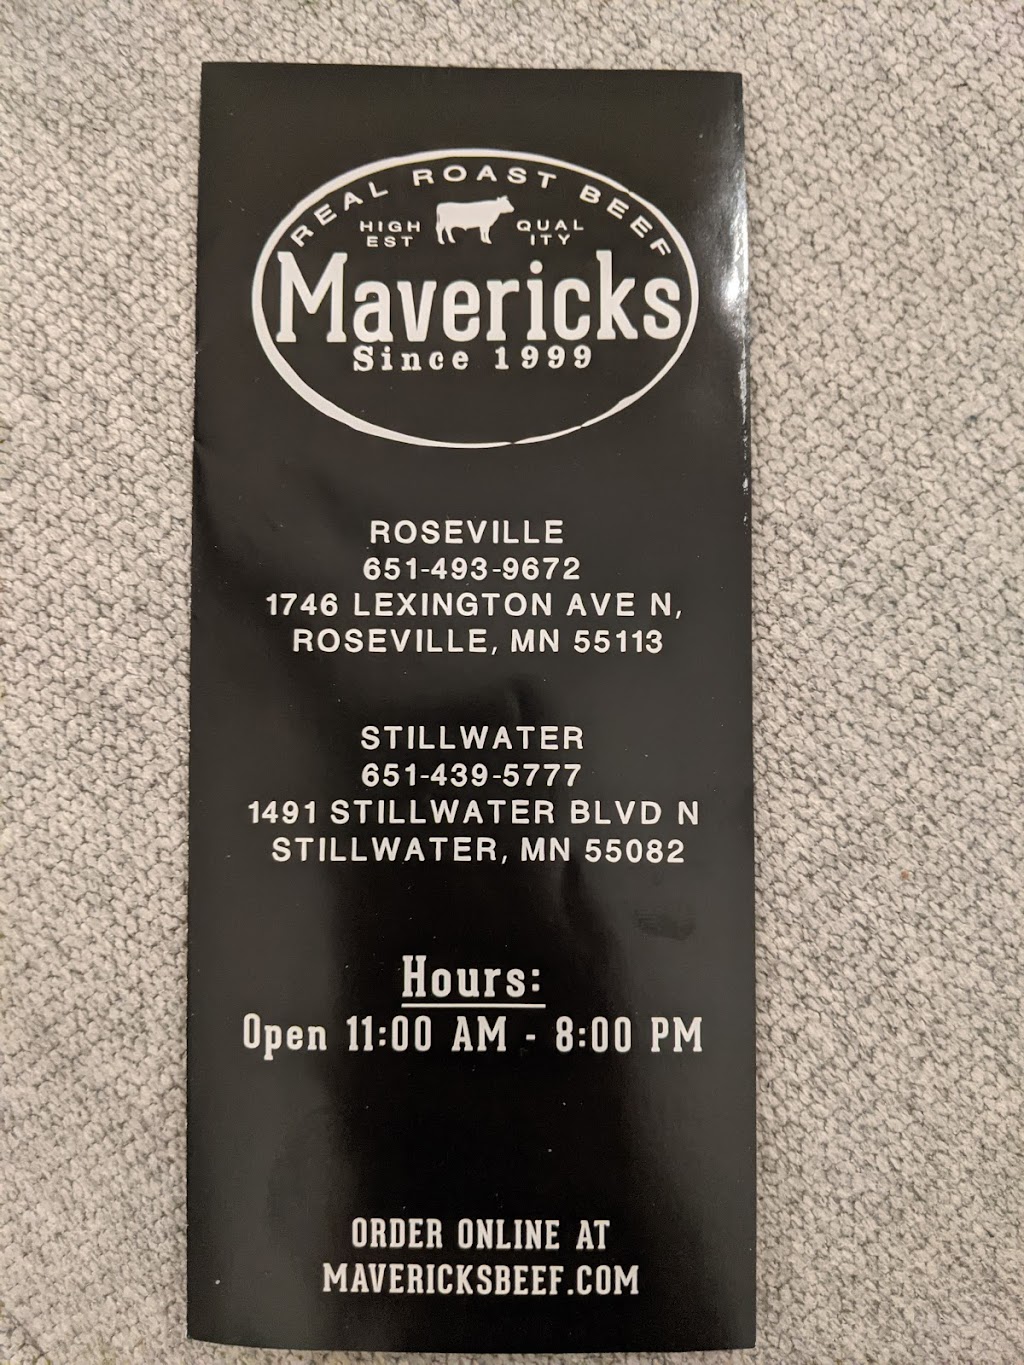 REAL ROAST BEEF
HIGH QUAL
EST ITY
Mavericks
Since 1999
ROSEVILLE
651-493-9672
1746 LEXINGTON AVE N,
ROSEVILLE, MN 55113
STILLWATER
651-439-5777
1491 STILLWATER BLVD N
STILLWATER, MN 55082
Hours:
Open 11:00 AM - 8:00 PM
ORDER ONLINE AT
MAVERICKSBEEF.COM